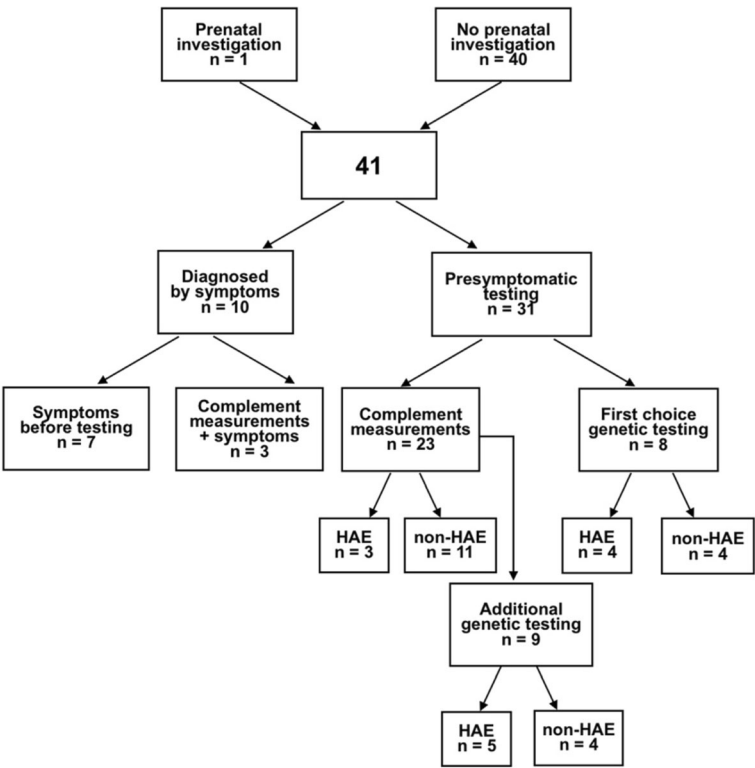 Prenatal
investigation
n = 1
No prenatal
investigation
n = 40
41
Diagnosed
by symptoms
n = 10
Presymptomatic
testing
n = 31
Symptoms
before testing
n = 7
Complement
measurements
+ symptoms
n = 3
Complement
measurements
n = 23
First choice
genetic testing
n = 8
HAE
n = 3
non-HAE
n = 11
HAE
n = 4
non-HAE
n = 4
Additional
genetic testing
n = 9
HAE
n = 5
non-HAE
n = 4